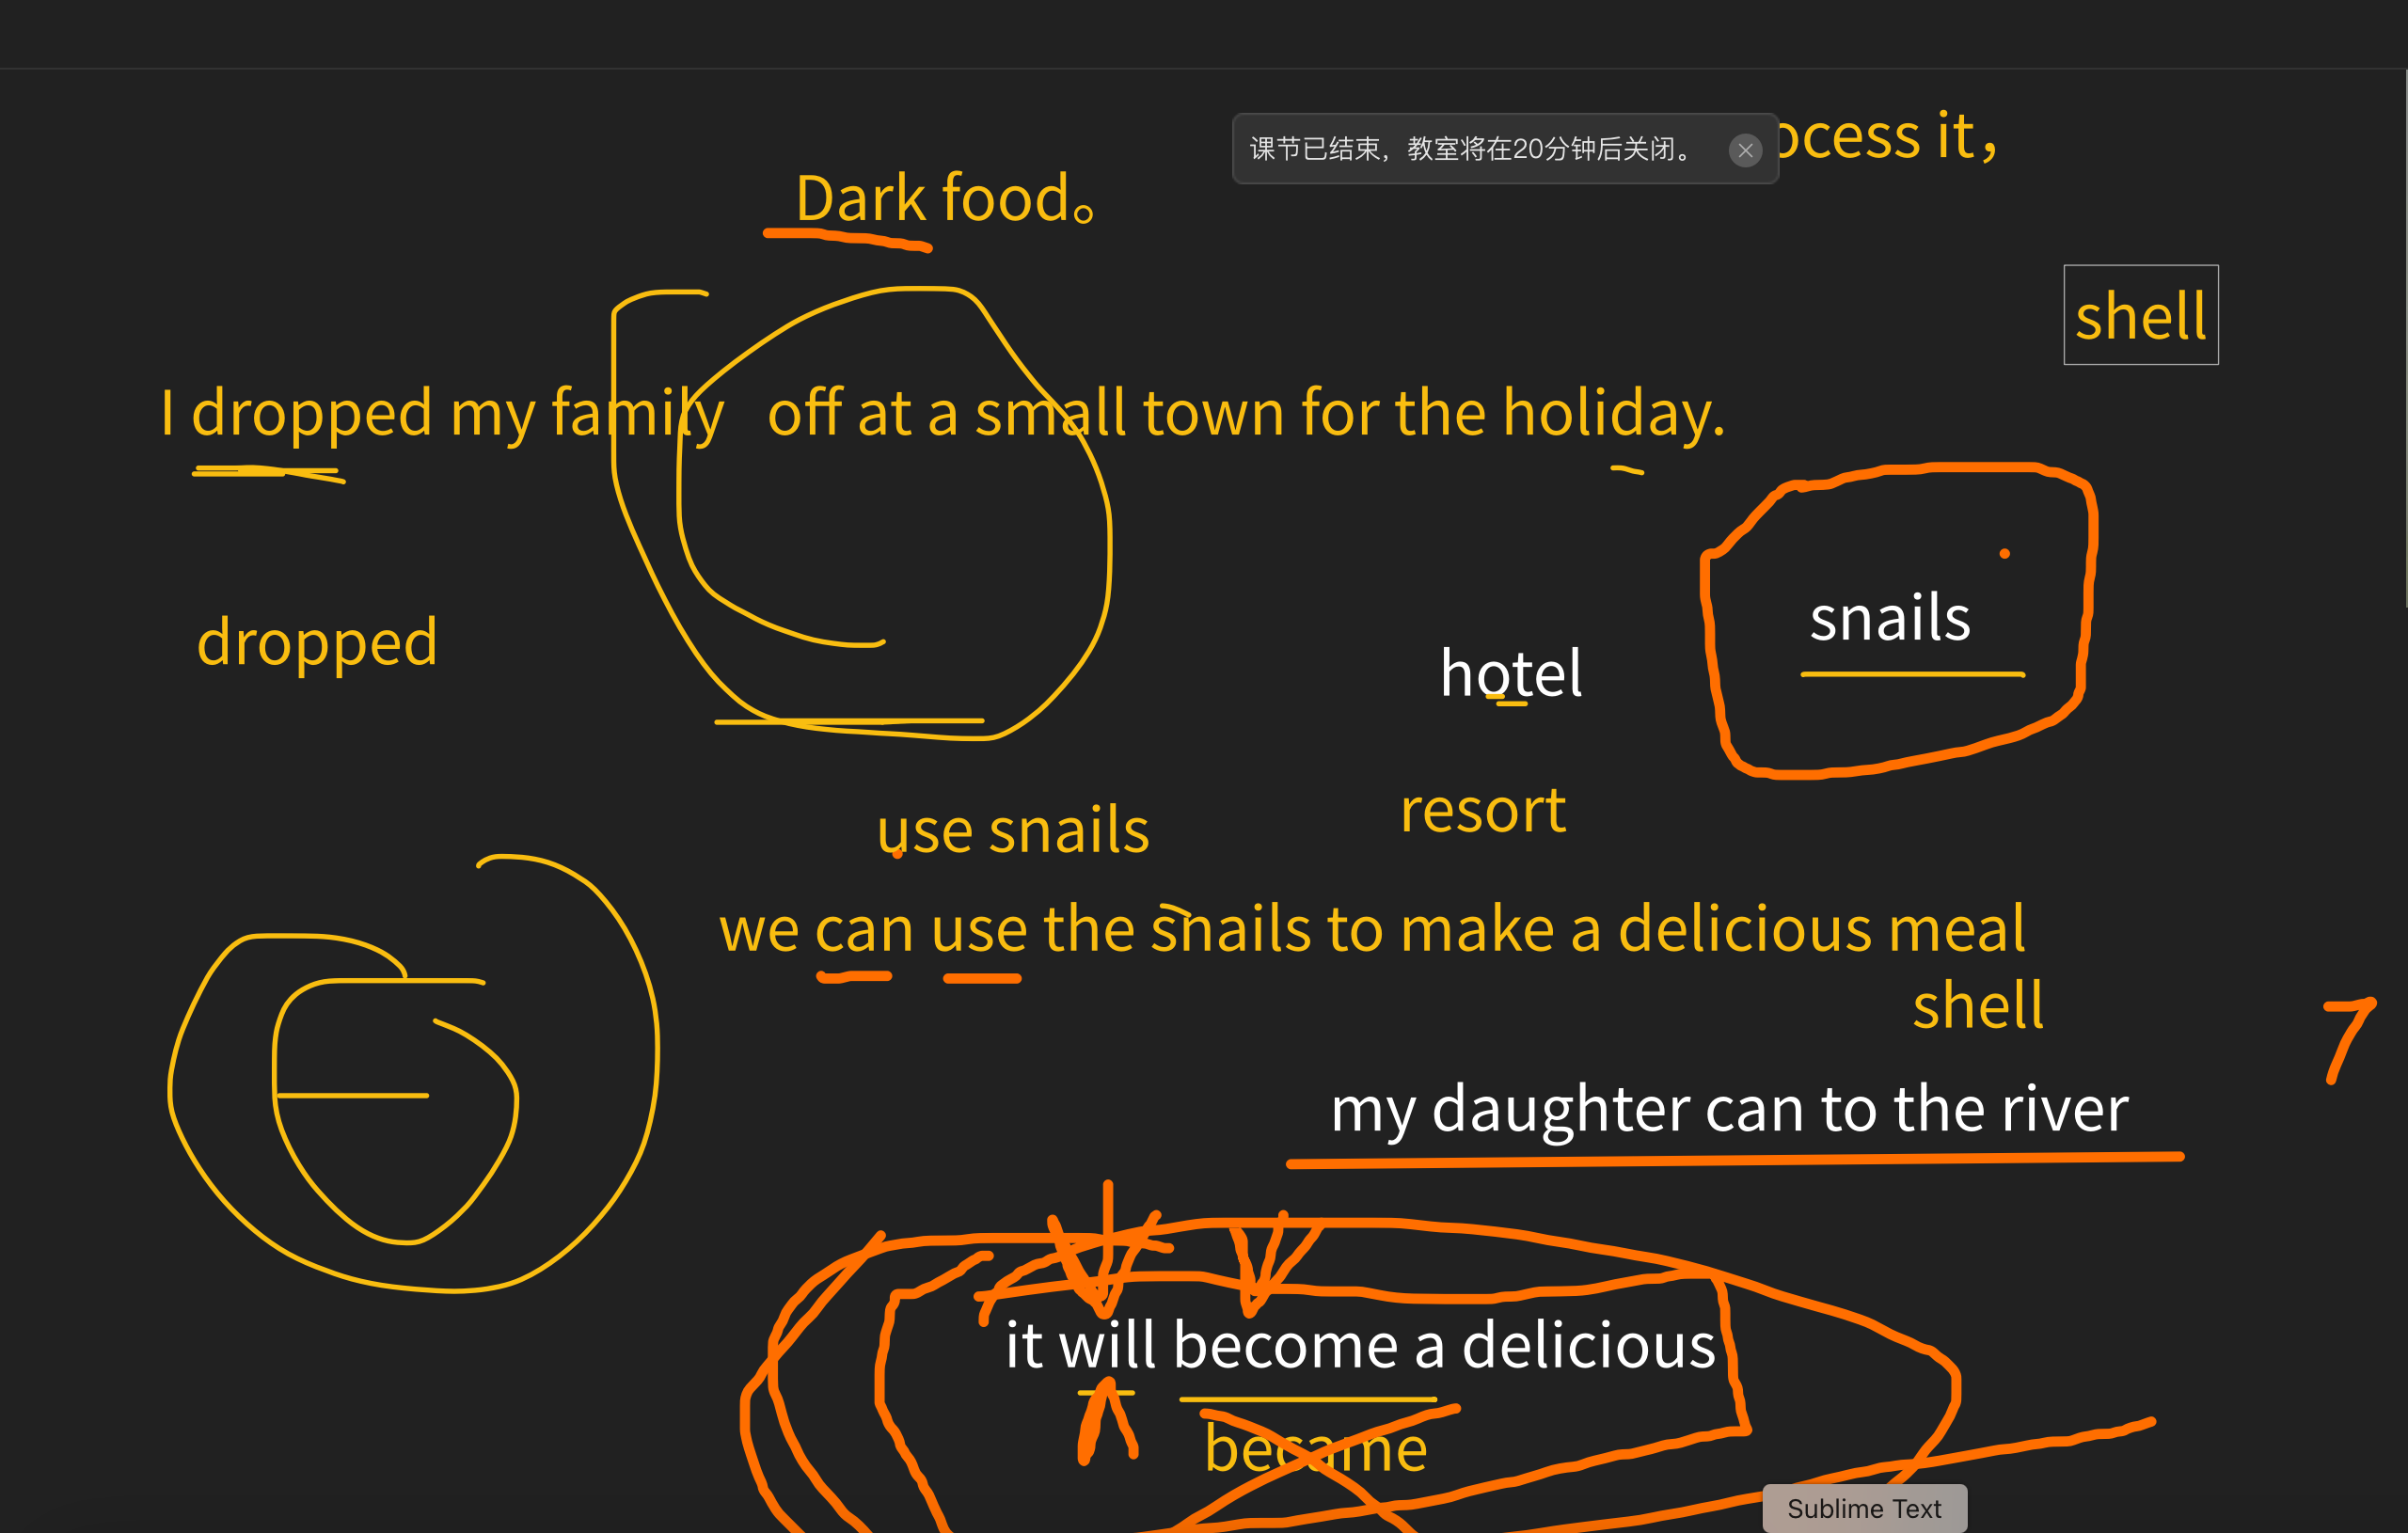 课节已结束，教室将在20分钟后关闭。
ocess it,
Dark food。
shell
I dropped my family off at a small town for the holiday.
dropped
snails
hotel
resort
use snails
we can use the snails to make a delicious meal
shell
my daughter can to the river
it will become a delicious
became
Sublime Text